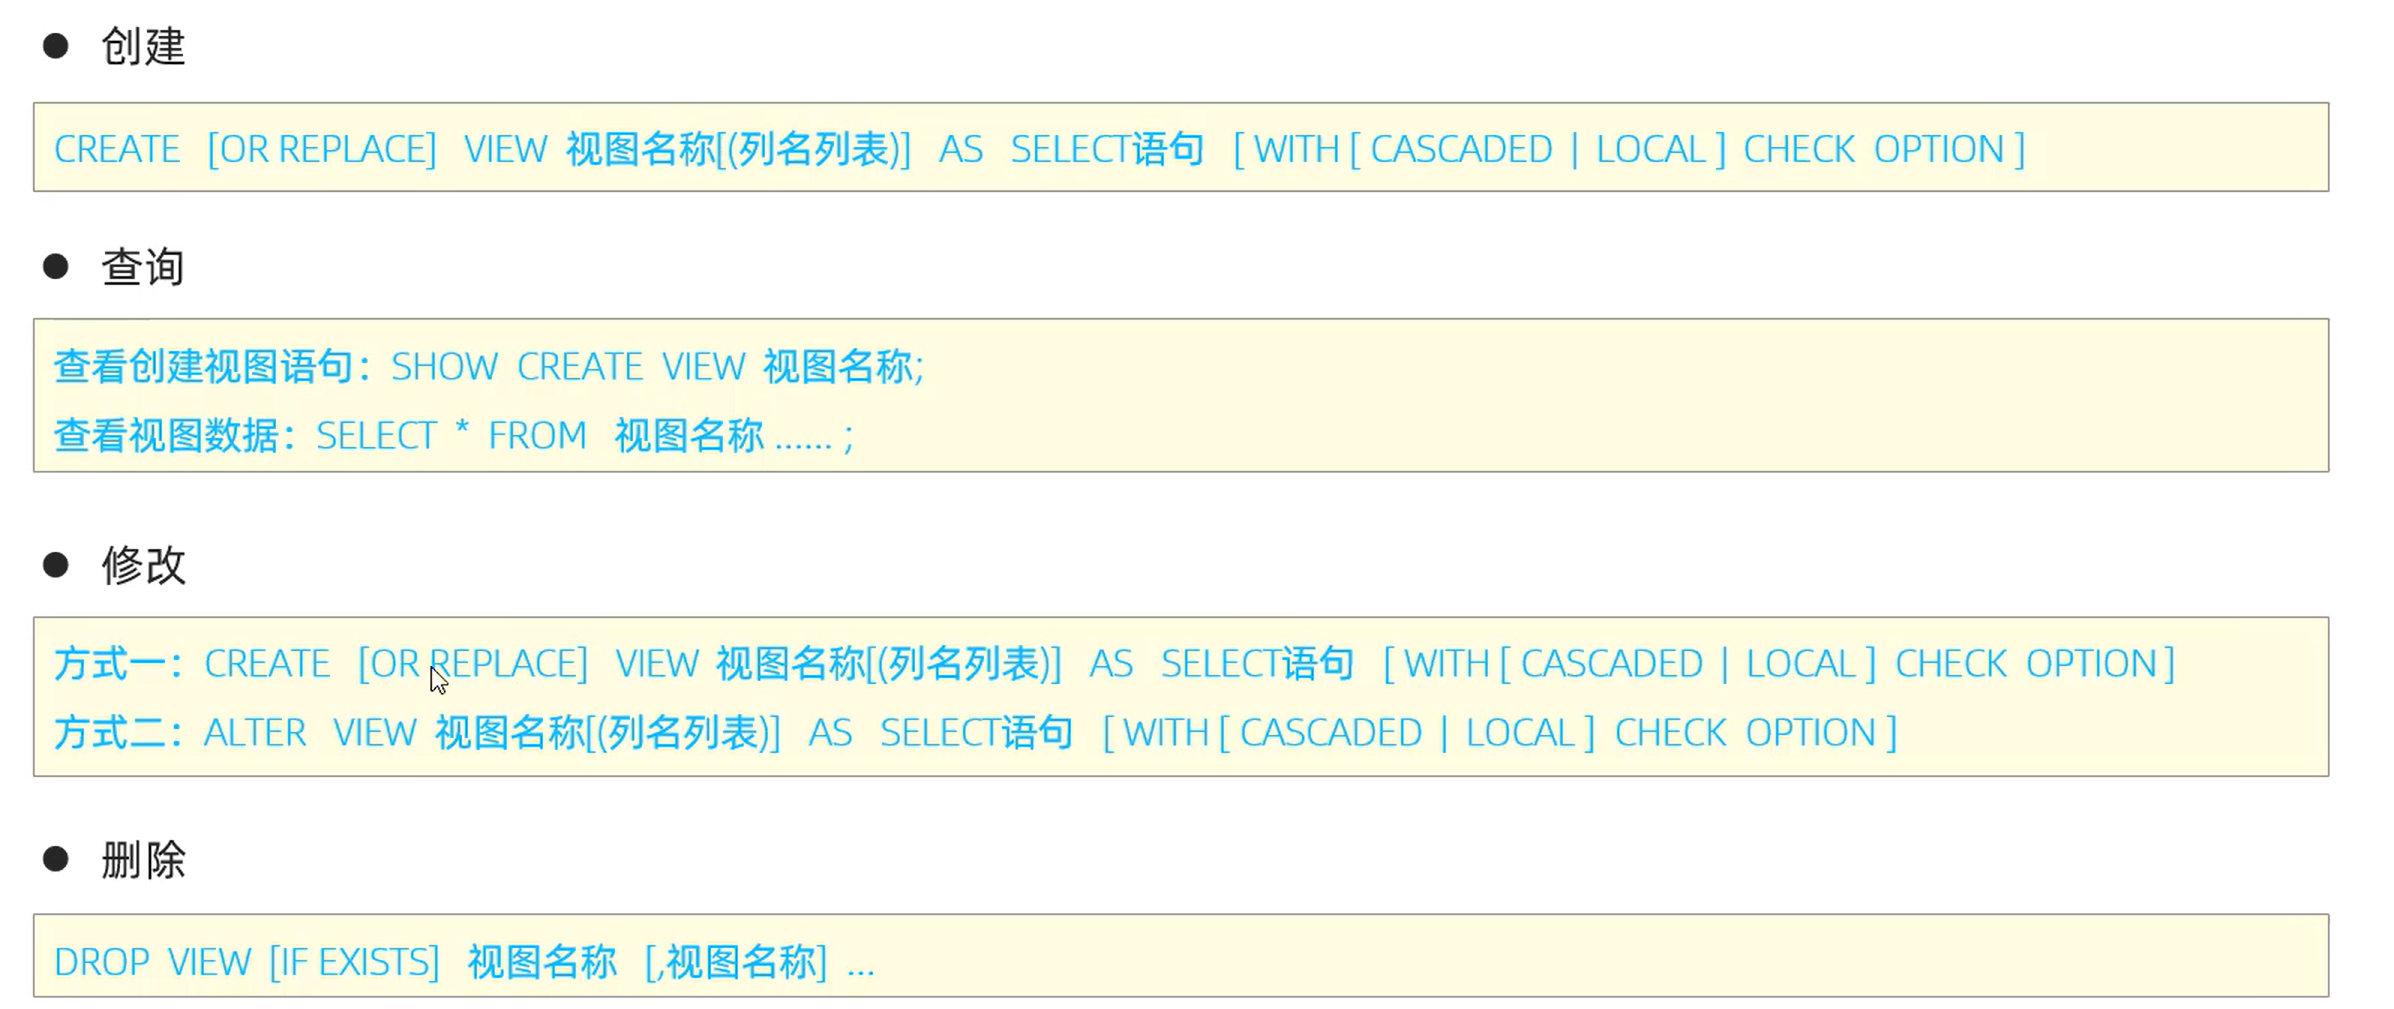 创建
CREATE [OR REPLACE] VIEW 视图名称[(列名列表)] AS SELECT语句 [ WITH [ CASCADED | LOCAL ] CHECK OPTION ]
查询
查看创建视图语句：SHOW CREATE VIEW 视图名称;
查看视图数据：SELECT * FROM 视图名称 ...... ;
修改
方式一：CREATE [OR REPLACE] VIEW 视图名称[(列名列表)] AS SELECT语句 [ WITH [ CASCADED | LOCAL ] CHECK OPTION ]
方式二：ALTER VIEW 视图名称[(列名列表)] AS SELECT语句 [ WITH [ CASCADED | LOCAL ] CHECK OPTION ]
删除
DROP VIEW [IF EXISTS] 视图名称 [,视图名称] ...